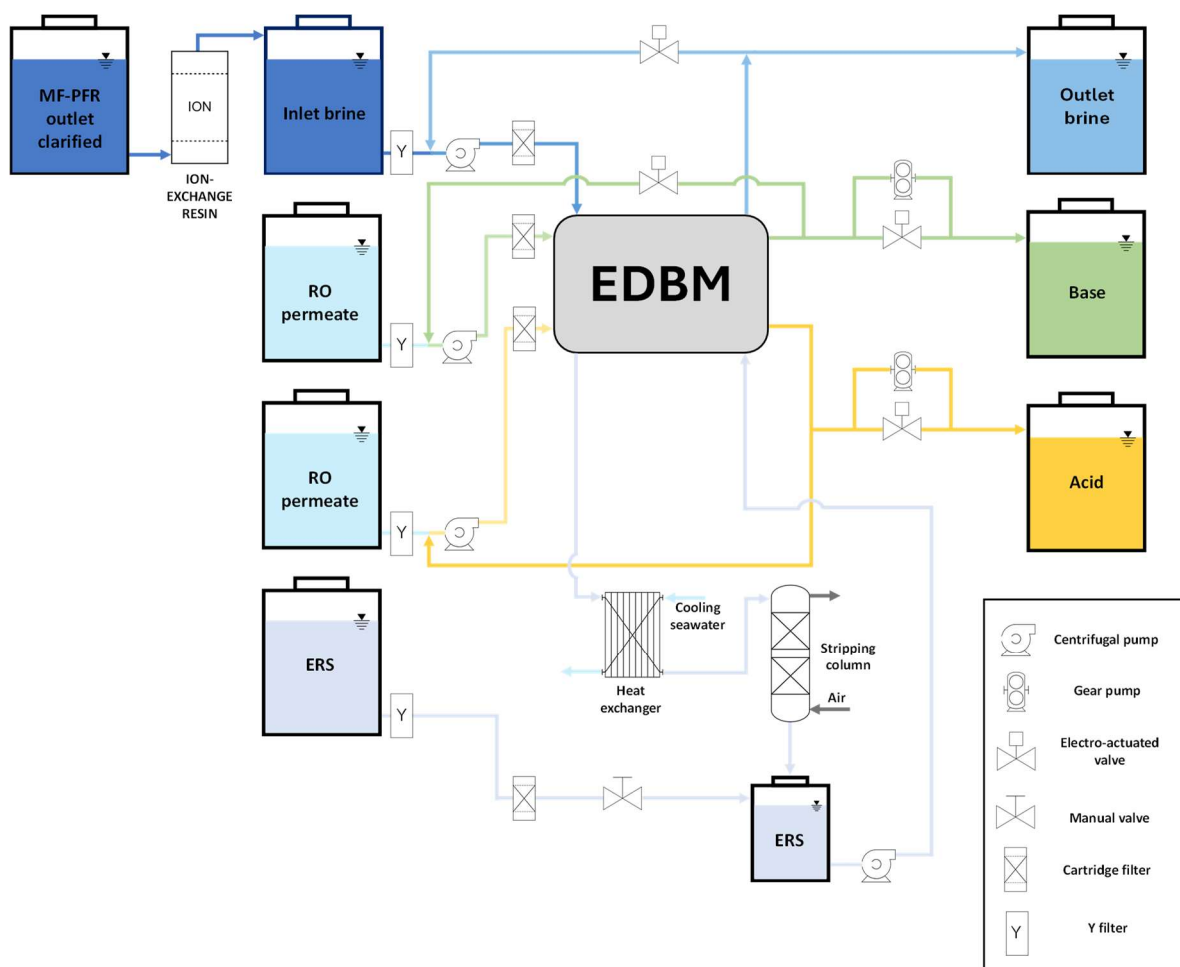 MF-PFR
outlet
clarified
ION
ION-
EXCHANGE
RESIN
Inlet brine
Y
Outlet
brine
RO
permeate
Y
EDBM
Base
RO
permeate
Y
Acid
ERS
Y
Cooling
seawater
Heat
exchanger
Stripping
column
Air
ERS
Centrifugal pump
Gear pump
Electro-actuated
valve
Manual valve
Cartridge filter
Y
Y filter